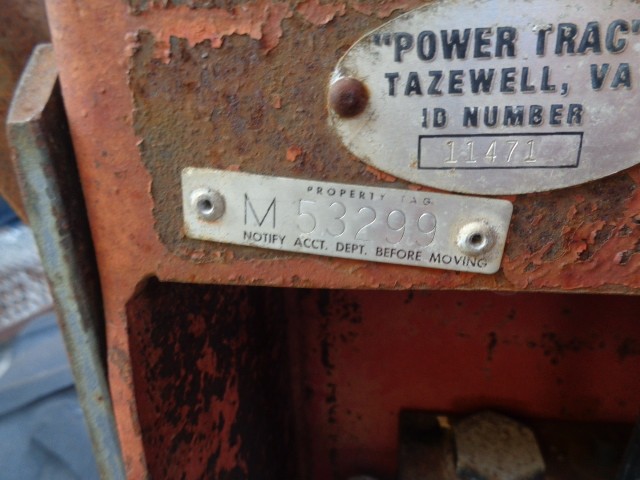 "POWER TRAC"
TAZEWELL, VA
ID NUMBER
11471
PROPERTY TAG
M 53299
NOTIFY ACCT. DEPT. BEFORE MOVING